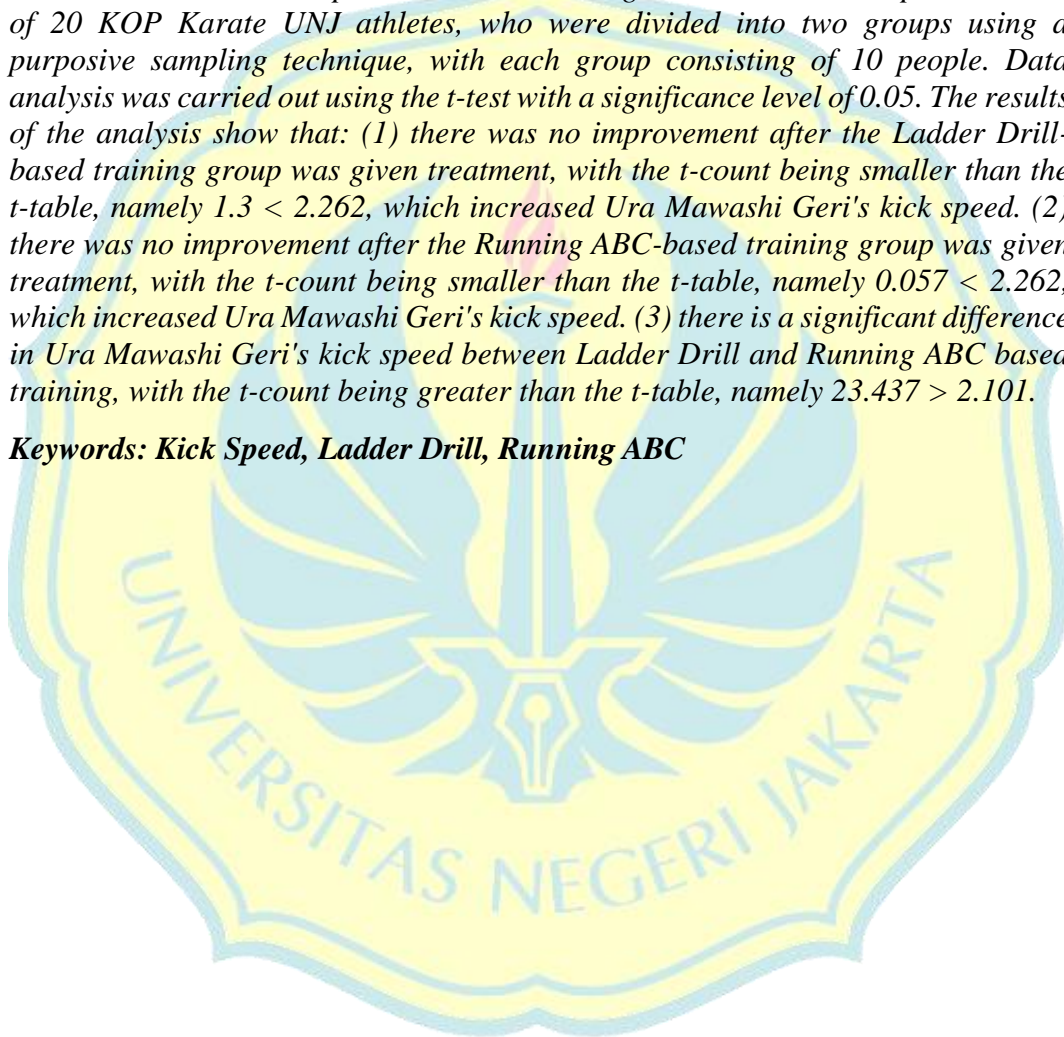 of 20 KOP Karate UNJ athletes, who were divided into two groups using a
purposive sampling technique, with each group consisting of 10 people. Data
analysis was carried out using the t-test with a significance level of 0.05. The results
of the analysis show that: (1) there was no improvement after the Ladder Drill-
based training group was given treatment, with the t-count being smaller than the
t-table, namely 1.3 < 2.262, which increased Ura Mawashi Geri's kick speed. (2)
there was no improvement after the Running ABC-based training group was given
treatment, with the t-count being smaller than the t-table, namely 0.057 < 2.262,
which increased Ura Mawashi Geri's kick speed. (3) there is a significant difference
in Ura Mawashi Geri's kick speed between Ladder Drill and Running ABC based
training, with the t-count being greater than the t-table, namely 23.437 > 2.101.
Keywords: Kick Speed, Ladder Drill, Running ABC
UNIVERSITAS NEGERI JAKARTA